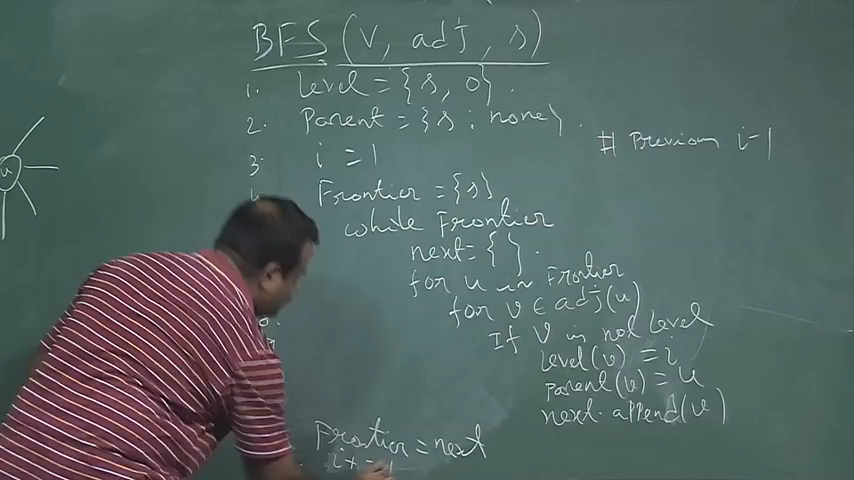 BFS (V, adj, s)
1. Level = {s, 0}.
2. Parent = {s : none}.
# Previous i-1
3. i = 1
Frontier = {s}
while Frontier
next = { }.
for u in Frontier
for v ∈ adj(u)
If V is not Level
Level(v) = i
Parent(v) = u
next. append(v)
Frontier = next
i + = 1
u